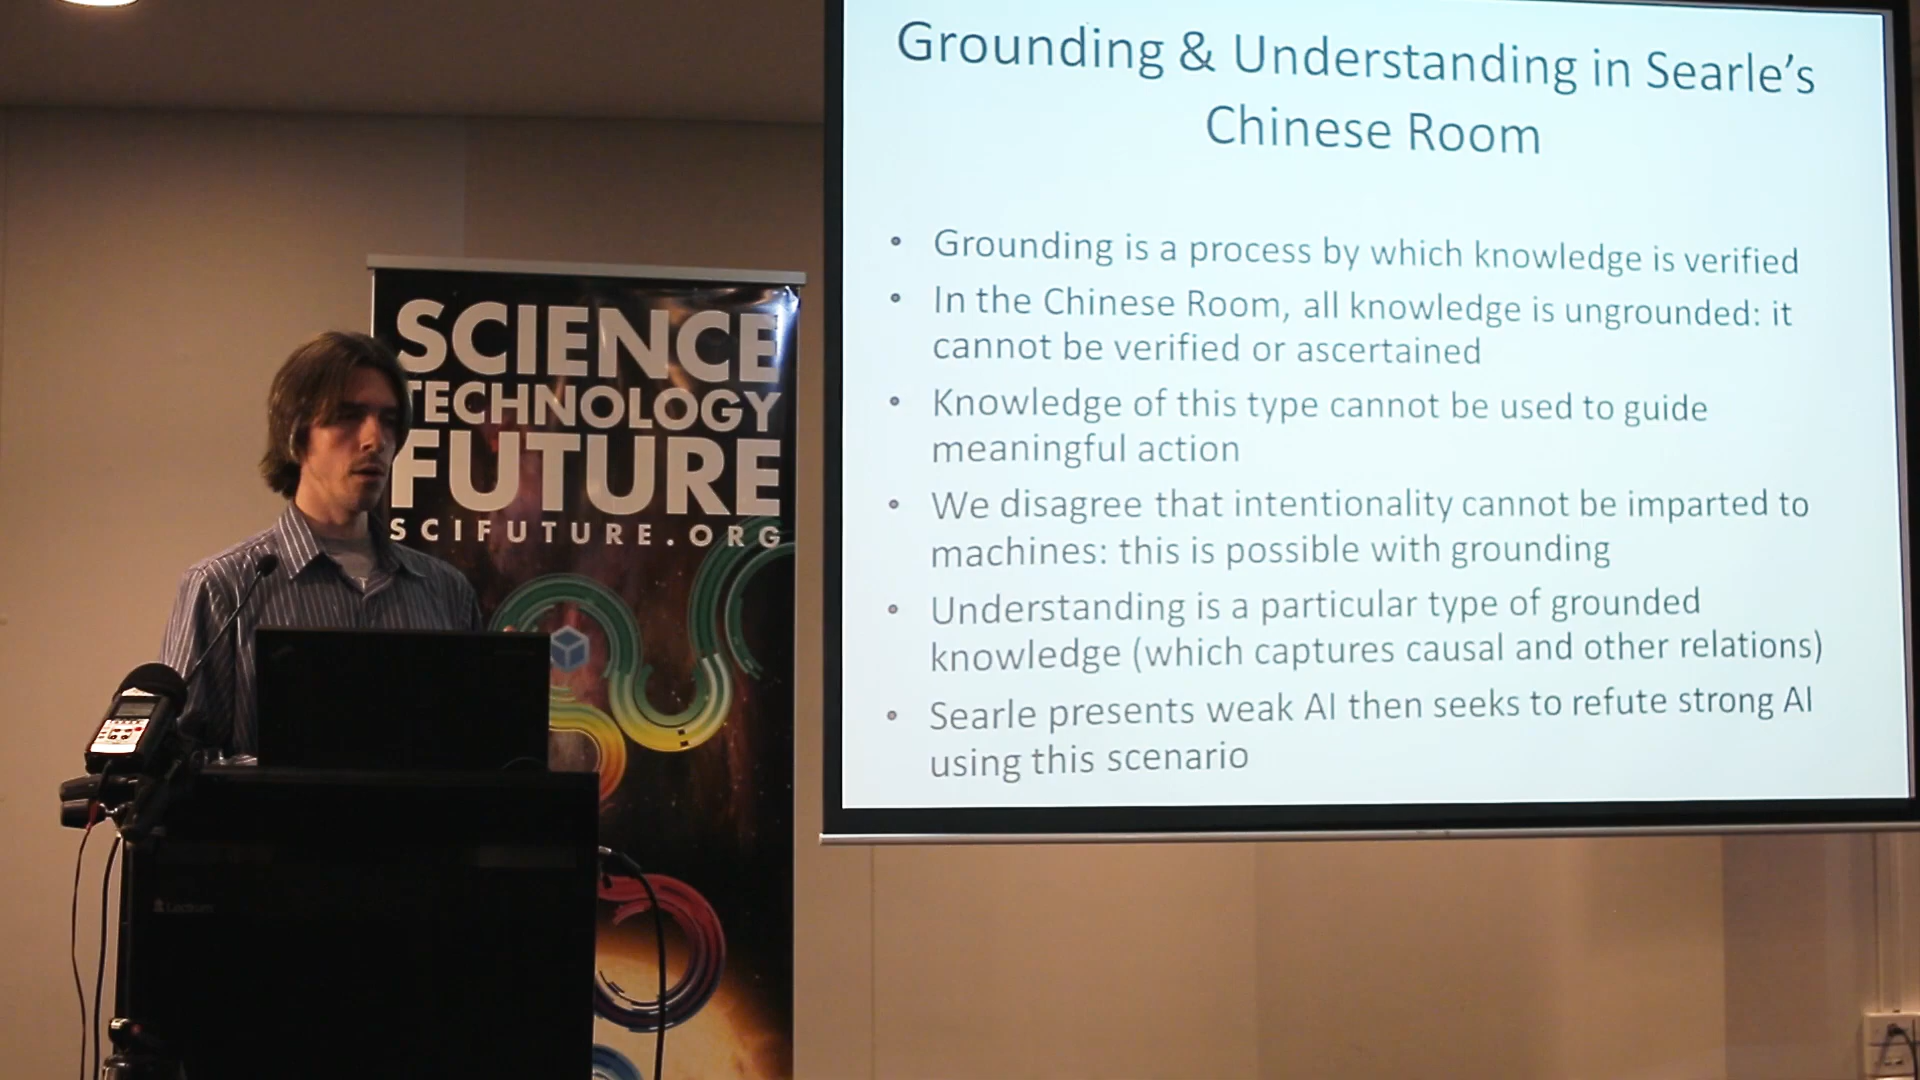 Grounding & Understanding in Searle's
Chinese Room
• Grounding is a process by which knowledge is verified
• In the Chinese Room, all knowledge is ungrounded: it
cannot be verified or ascertained
• Knowledge of this type cannot be used to guide
meaningful action
• We disagree that intentionality cannot be imparted to
machines: this is possible with grounding
• Understanding is a particular type of grounded
knowledge (which captures causal and other relations)
• Searle presents weak AI then seeks to refute strong AI
using this scenario
SCIENCE
TECHNOLOGY
FUTURE
SCIFUTURE.ORG
Lectrum